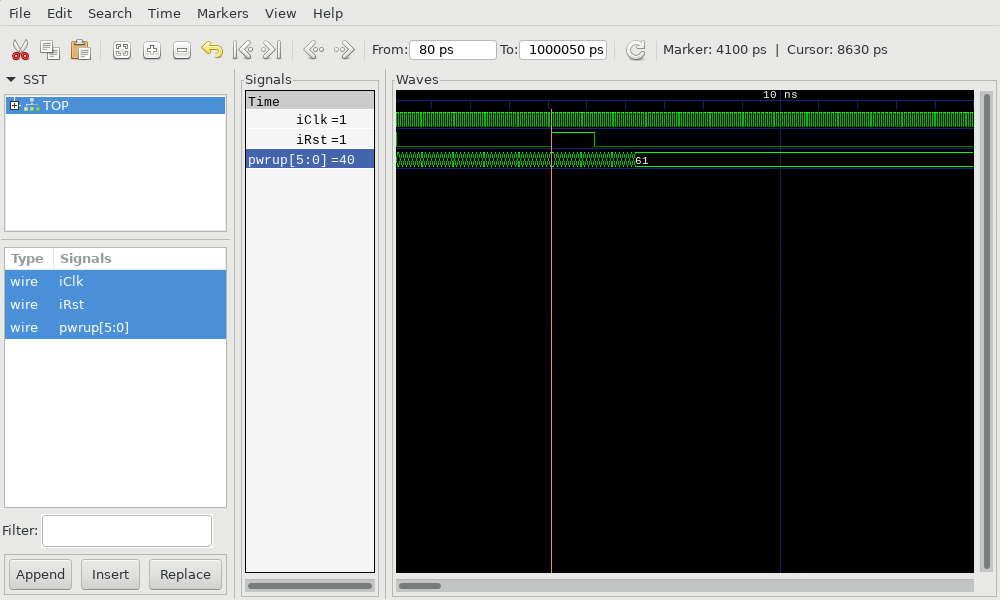 File Edit Search Time Markers View Help
From: 80 ps To: 1000050 ps Marker: 4100 ps | Cursor: 8630 ps
SST
TOP
Type Signals
wire iClk
wire iRst
wire pwrup[5:0]
Filter:
Append Insert Replace
Signals
Time
iClk =1
iRst =1
pwrup[5:0] =40
Waves
10 ns
61